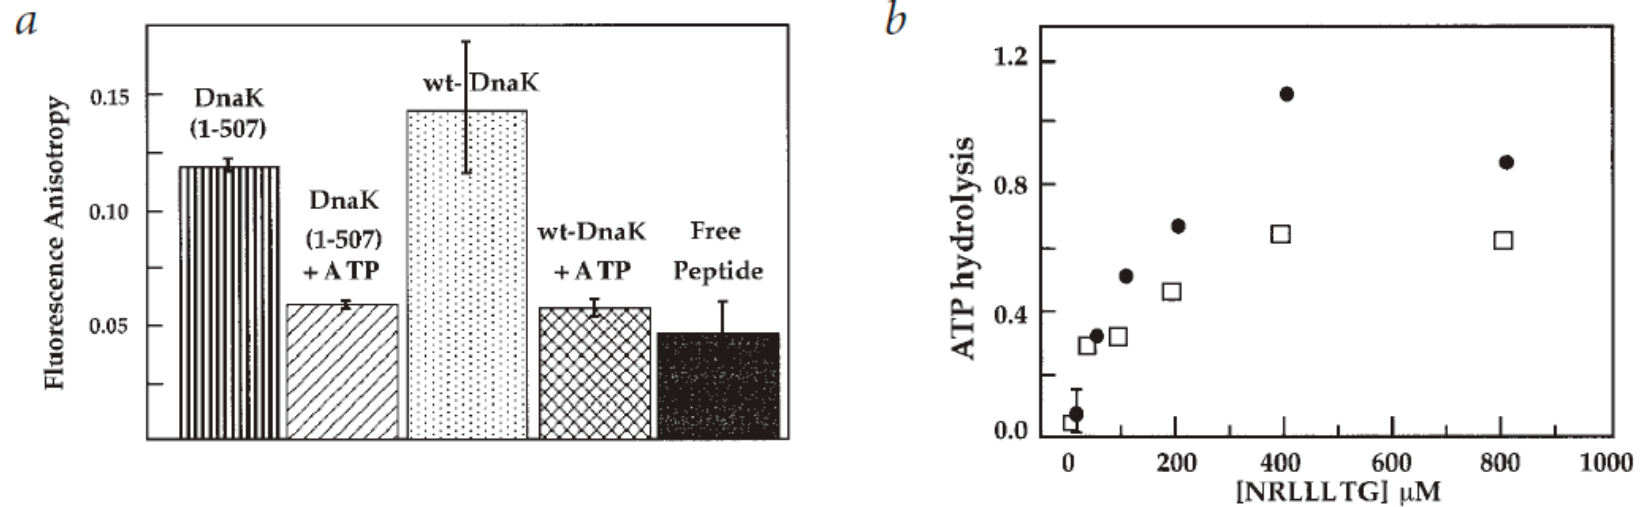 a
Fluorescence Anisotropy
0.15
0.10
0.05
DnaK
(1-507)
DnaK
(1-507)
+ ATP
wt-DnaK
wt-DnaK
+ ATP
Free
Peptide
b
ATP hydrolysis
1.2
0.8
0.4
0.0
0 200 400 600 800 1000
[NRLLLTG] μM